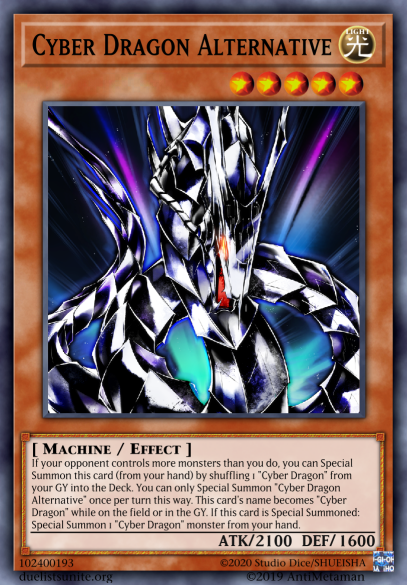 CYBER DRAGON ALTERNATIVE
LIGHT
光
[ MACHINE / EFFECT ]
If your opponent controls more monsters than you do, you can Special
Summon this card (from your hand) by shuffling 1 "Cyber Dragon" from
your GY into the Deck. You can only Special Summon "Cyber Dragon
Alternative" once per turn this way. This card's name becomes "Cyber
Dragon" while on the field or in the GY. If this card is Special Summoned:
Special Summon 1 "Cyber Dragon" monster from your hand.
ATK/2100 DEF/1600
102400193 ©2020 Studio Dice/SHUEISHA
duelistsunite.org ©2019 AntiMetaman